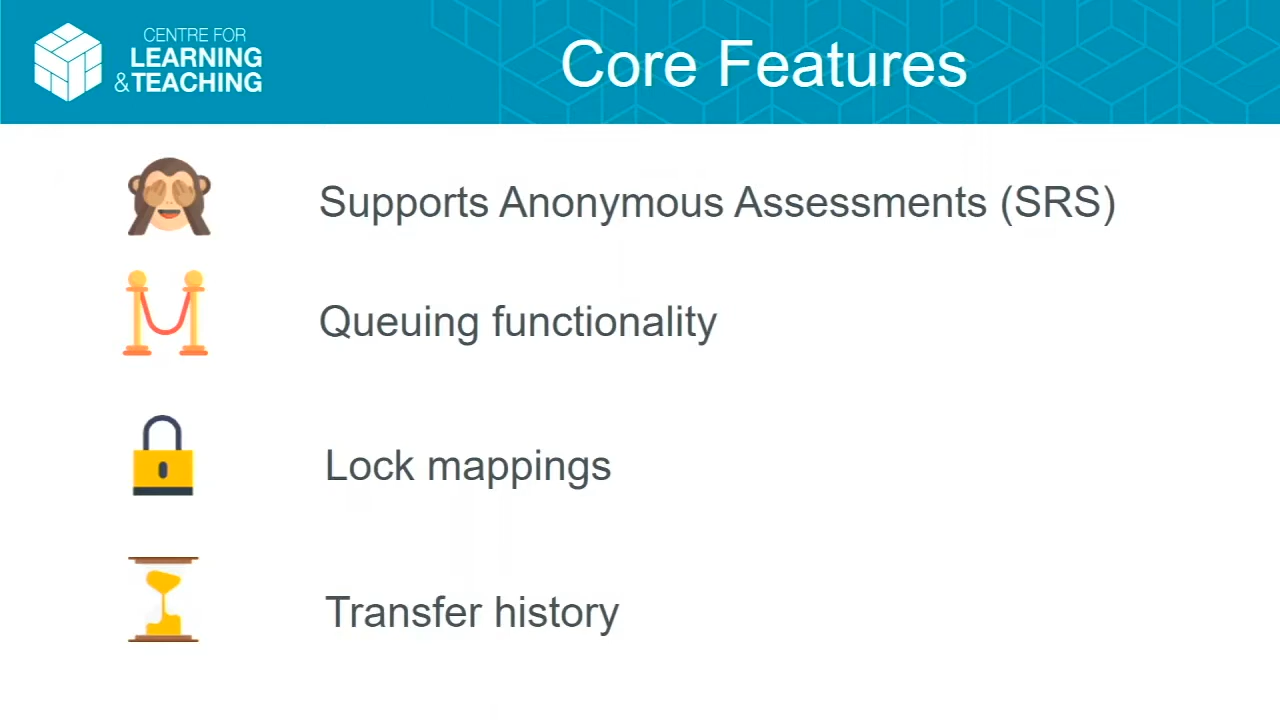 CENTRE FOR
LEARNING
&TEACHING
Core Features
Supports Anonymous Assessments (SRS)
Queuing functionality
Lock mappings
Transfer history